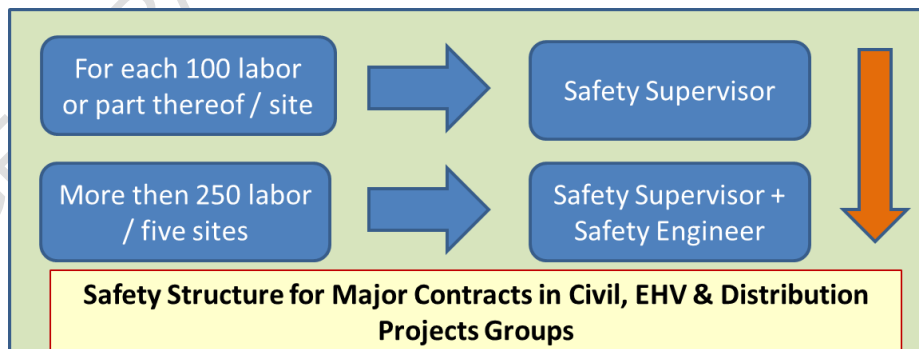 For each 100 labor
or part thereof / site
Safety Supervisor
More then 250 labor
/ five sites
Safety Supervisor +
Safety Engineer
Safety Structure for Major Contracts in Civil, EHV & Distribution
Projects Groups